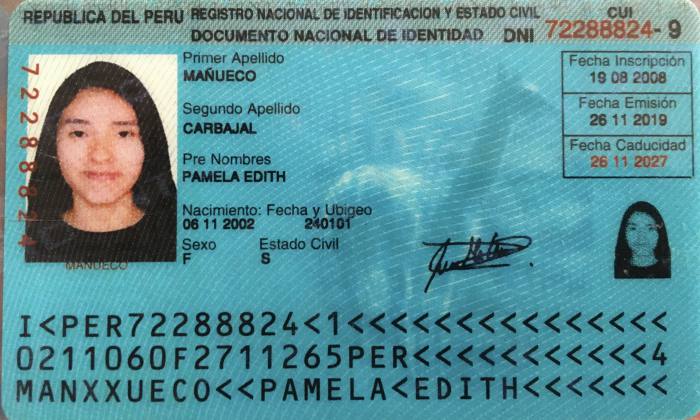 REPUBLICA DEL PERU REGISTRO NACIONAL DE IDENTIFICACION Y ESTADO CIVIL
DOCUMENTO NACIONAL DE IDENTIDAD DNI
CUI
72288824-9
72288824
Primer Apellido
MAÑUECO
Segundo Apellido
CARBAJAL
Pre Nombres
PAMELA EDITH
Nacimiento: Fecha y Ubigeo
06 11 2002 240101
Sexo Estado Civil
F S
Fecha Inscripción
19 08 2008
Fecha Emisión
26 11 2019
Fecha Caducidad
26 11 2027
MAÑUECO
I<PER72288824<1<<<<<<<<<<<<<<<
0211060F2711265PER<<<<<<<<<<<4
MANXXUECO<<PAMELA<EDITH<<<<<<<